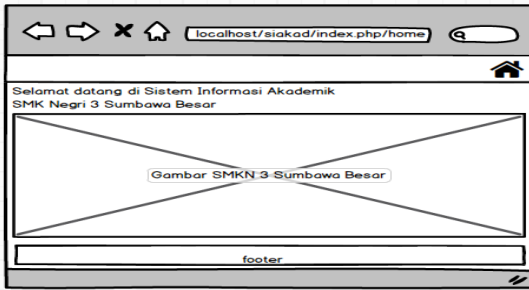 localhost/siakad/index.php/home
Selamat datang di Sistem Informasi Akademik
SMK Negri 3 Sumbawa Besar
Gambar SMKN 3 Sumbawa Besar
footer